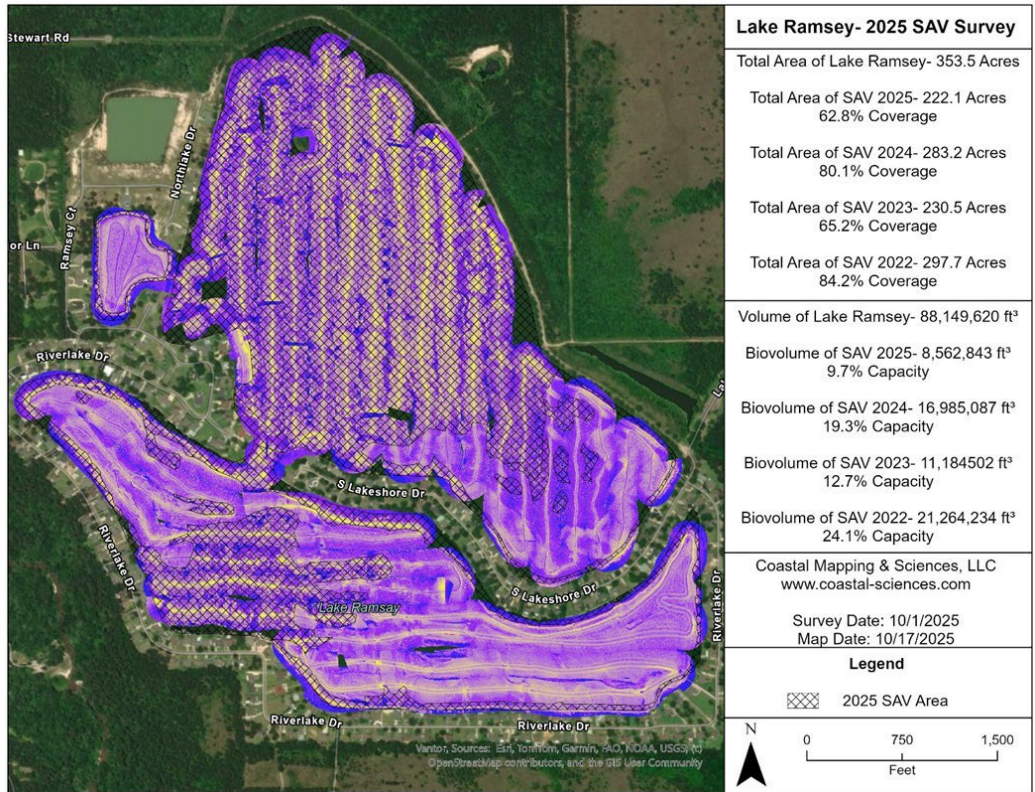 Lake Ramsey- 2025 SAV Survey
Total Area of Lake Ramsey- 353.5 Acres
Total Area of SAV 2025- 222.1 Acres
62.8% Coverage
Total Area of SAV 2024- 283.2 Acres
80.1% Coverage
Total Area of SAV 2023- 230.5 Acres
65.2% Coverage
Total Area of SAV 2022- 297.7 Acres
84.2% Coverage
Volume of Lake Ramsey- 88,149,620 ft³
Biovolume of SAV 2025- 8,562,843 ft³
9.7% Capacity
Biovolume of SAV 2024- 16,985,087 ft³
19.3% Capacity
Biovolume of SAV 2023- 11,184502 ft³
12.7% Capacity
Biovolume of SAV 2022- 21,264,234 ft³
24.1% Capacity
Coastal Mapping & Sciences, LLC
www.coastal-sciences.com
Survey Date: 10/1/2025
Map Date: 10/17/2025
Legend
2025 SAV Area
N
0 750 1,500
Feet
Stewart Rd
Northlake Dr
Ramsey Ct
or Ln
Riverlake Dr
La
S Lakeshore Dr
Riverlake Dr
S Lakeshore Dr
Lake Ramsay
Riverlake Dr
Riverlake Dr
Riverlake Dr
Vantor, Sources: Esri, TomTom, Garmin, FAO, NOAA, USGS, (c)
OpenStreetMap contributors, and the GIS User Community